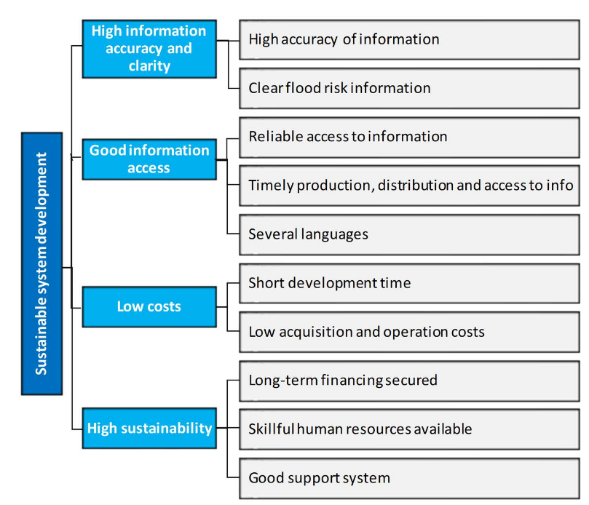 Sustainable system development
High information
accuracy and
clarity
High accuracy of information
Clear flood risk information
Good information
access
Reliable access to information
Timely production, distribution and access to info
Several languages
Low costs
Short development time
Low acquisition and operation costs
High sustainability
Long-term financing secured
Skillful human resources available
Good support system